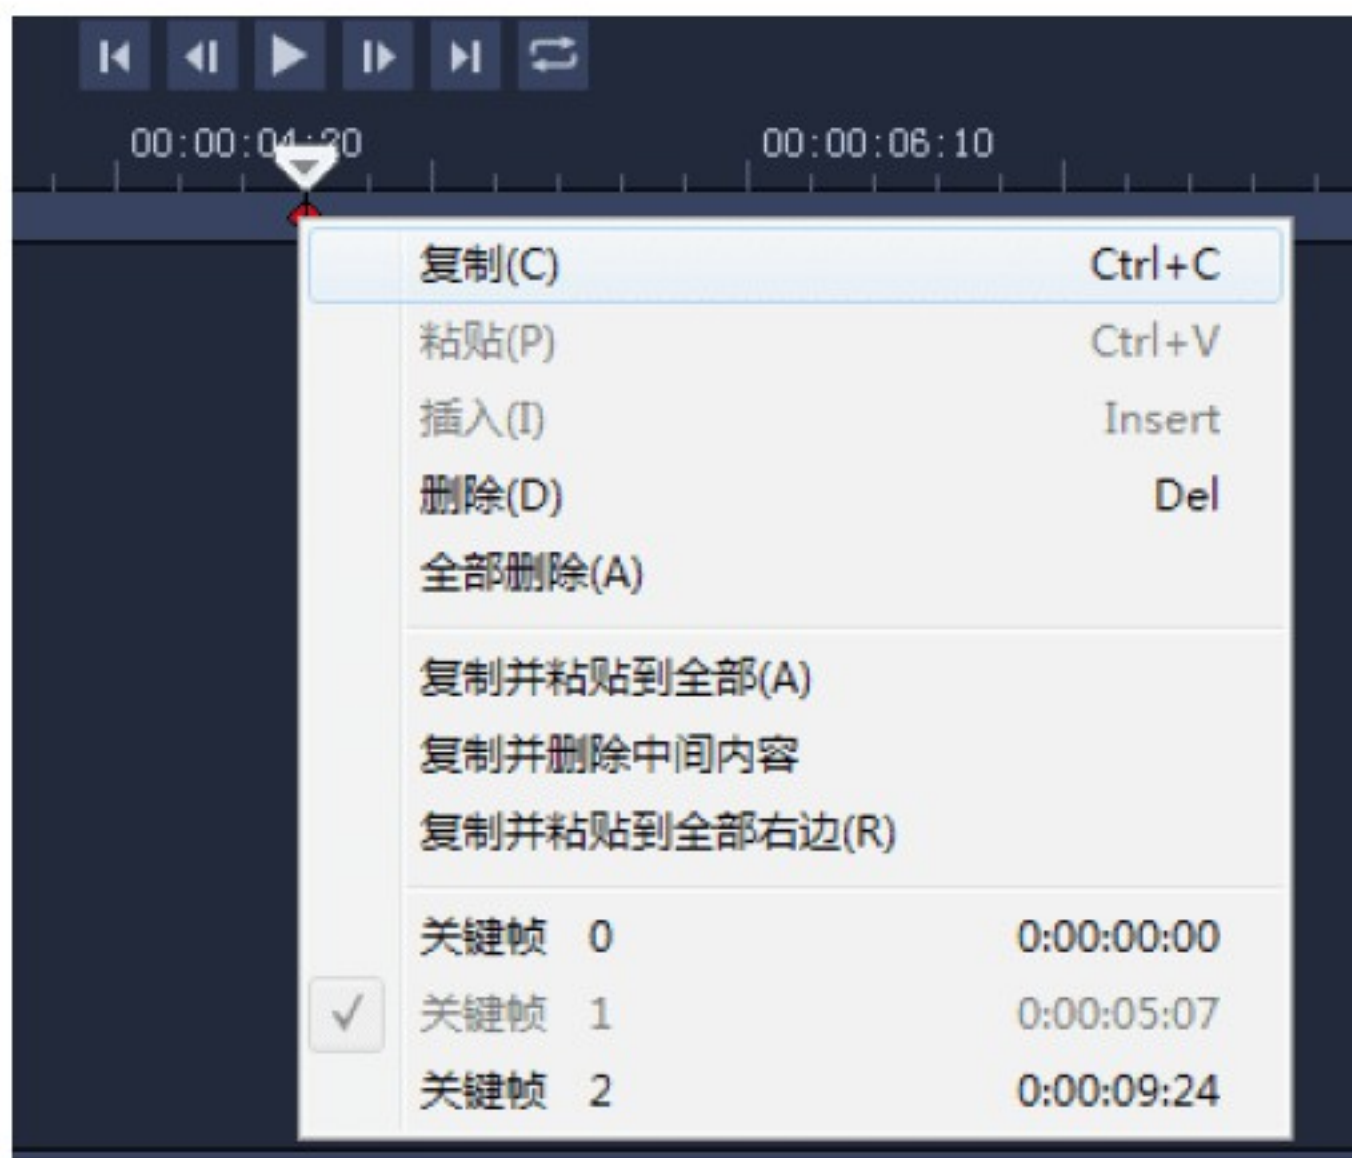 00:00:04:20 00:00:06:10
复制(C) Ctrl+C
粘贴(P) Ctrl+V
插入(I) Insert
删除(D) Del
全部删除(A)
复制并粘贴到全部(A)
复制并删除中间内容
复制并粘贴到全部右边(R)
关键帧 0 0:00:00:00
关键帧 1 0:00:05:07
关键帧 2 0:00:09:24